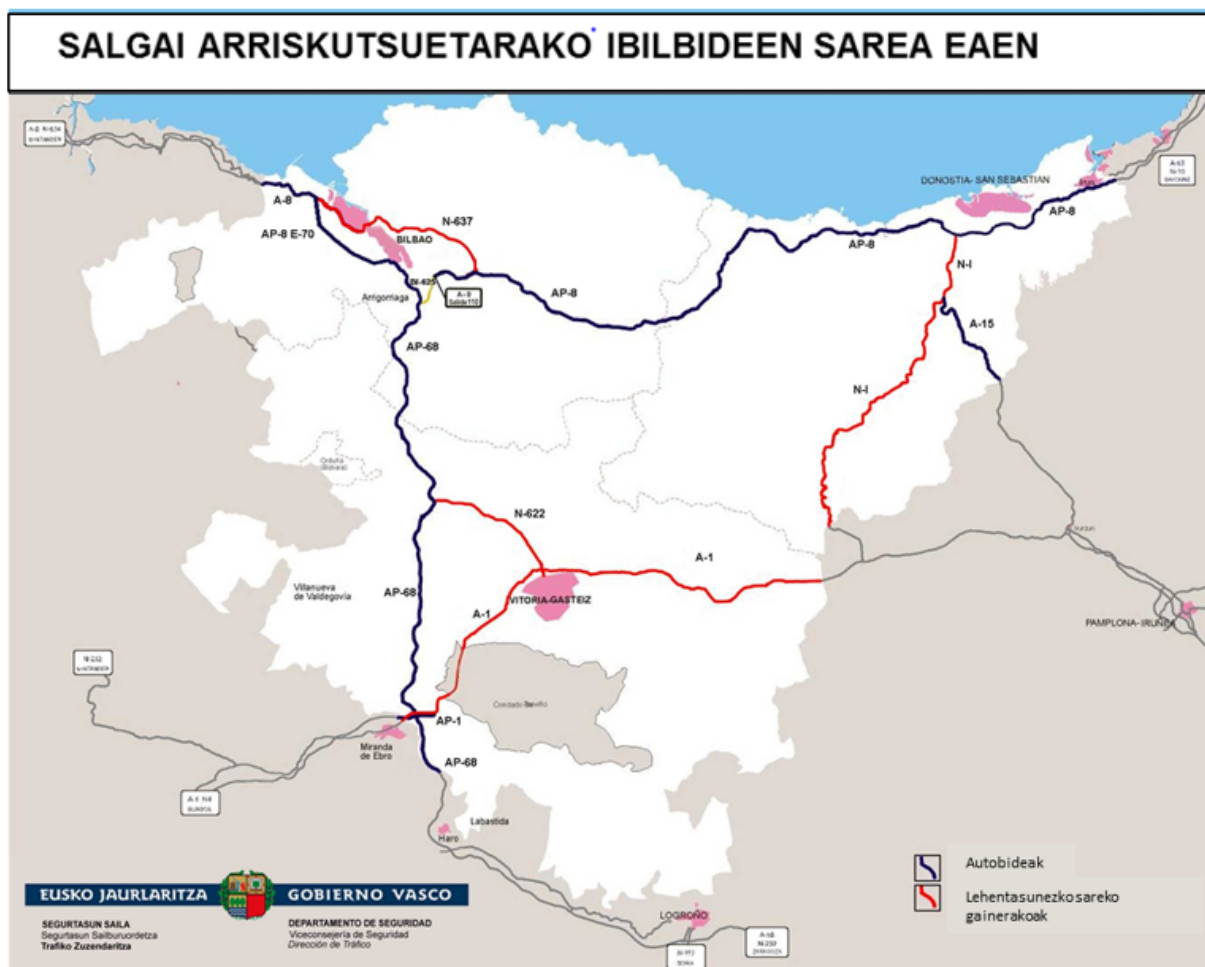 SALGAI ARRISKUTSUETARAKO IBILBIDEEN SAREA EAEN
DONOSTIA- SAN SEBASTIAN
A-8
AP-8
AP-8
N-637
AP-8 E-70
BILBAO
N-I
Arrigorriaga
AP-8
A-15
AP-68
N-I
N-622
A-1
Villanueva
de Valdegovía
AP-68
VITORIA-GASTEIZ
A-1
AP-1
Miranda
de Ebro
AP-68
Labastida
Haro
LOGROÑO
Autobideak
Lehentasunezko sareko
gainerakoak
EUSKO JAURLARITZA
GOBIERNO VASCO
SEGURTASUN SAILA
Segurtasun Sailburuordetza
Trafiko Zuzendaritza
DEPARTAMENTO DE SEGURIDAD
Viceconsejería de Seguridad
Dirección de Tráfico